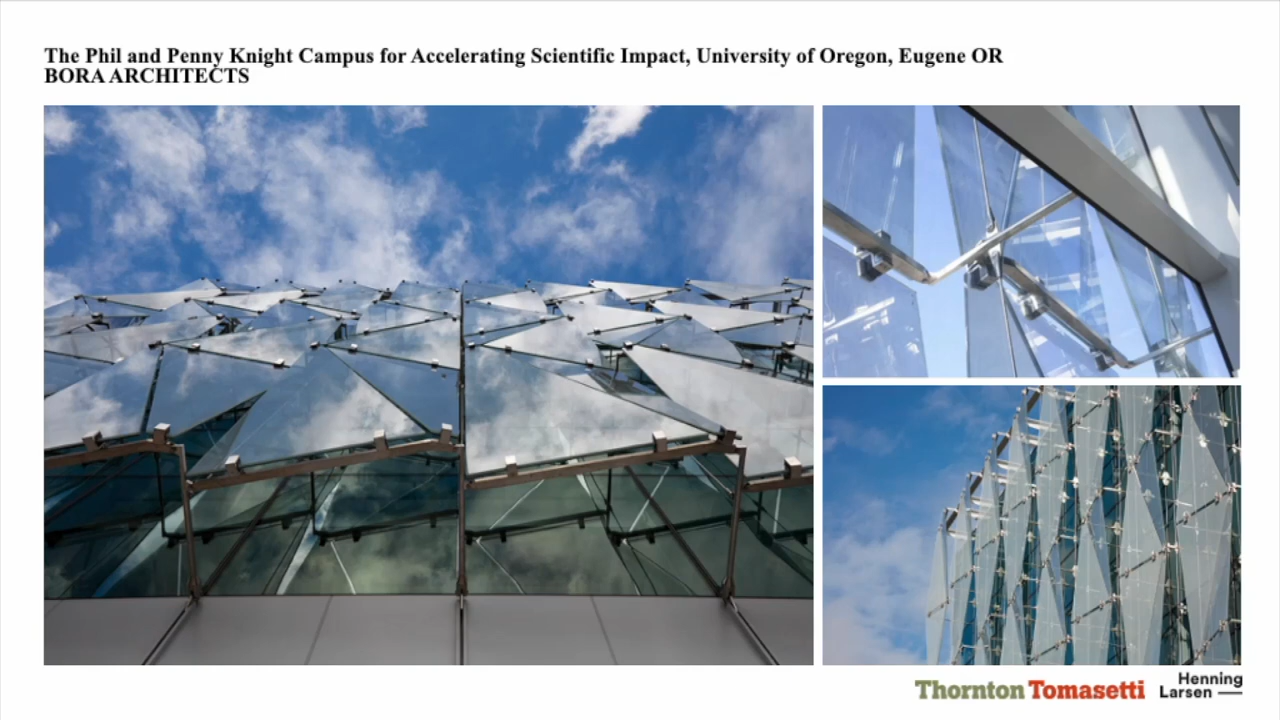 The Phil and Penny Knight Campus for Accelerating Scientific Impact, University of Oregon, Eugene OR
BORA ARCHITECTS
Thornton Tomasetti
Henning
Larsen —